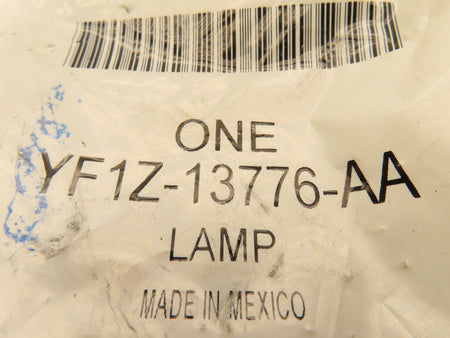 ONE
YF1Z-13776-AA
LAMP
MADE IN MEXICO